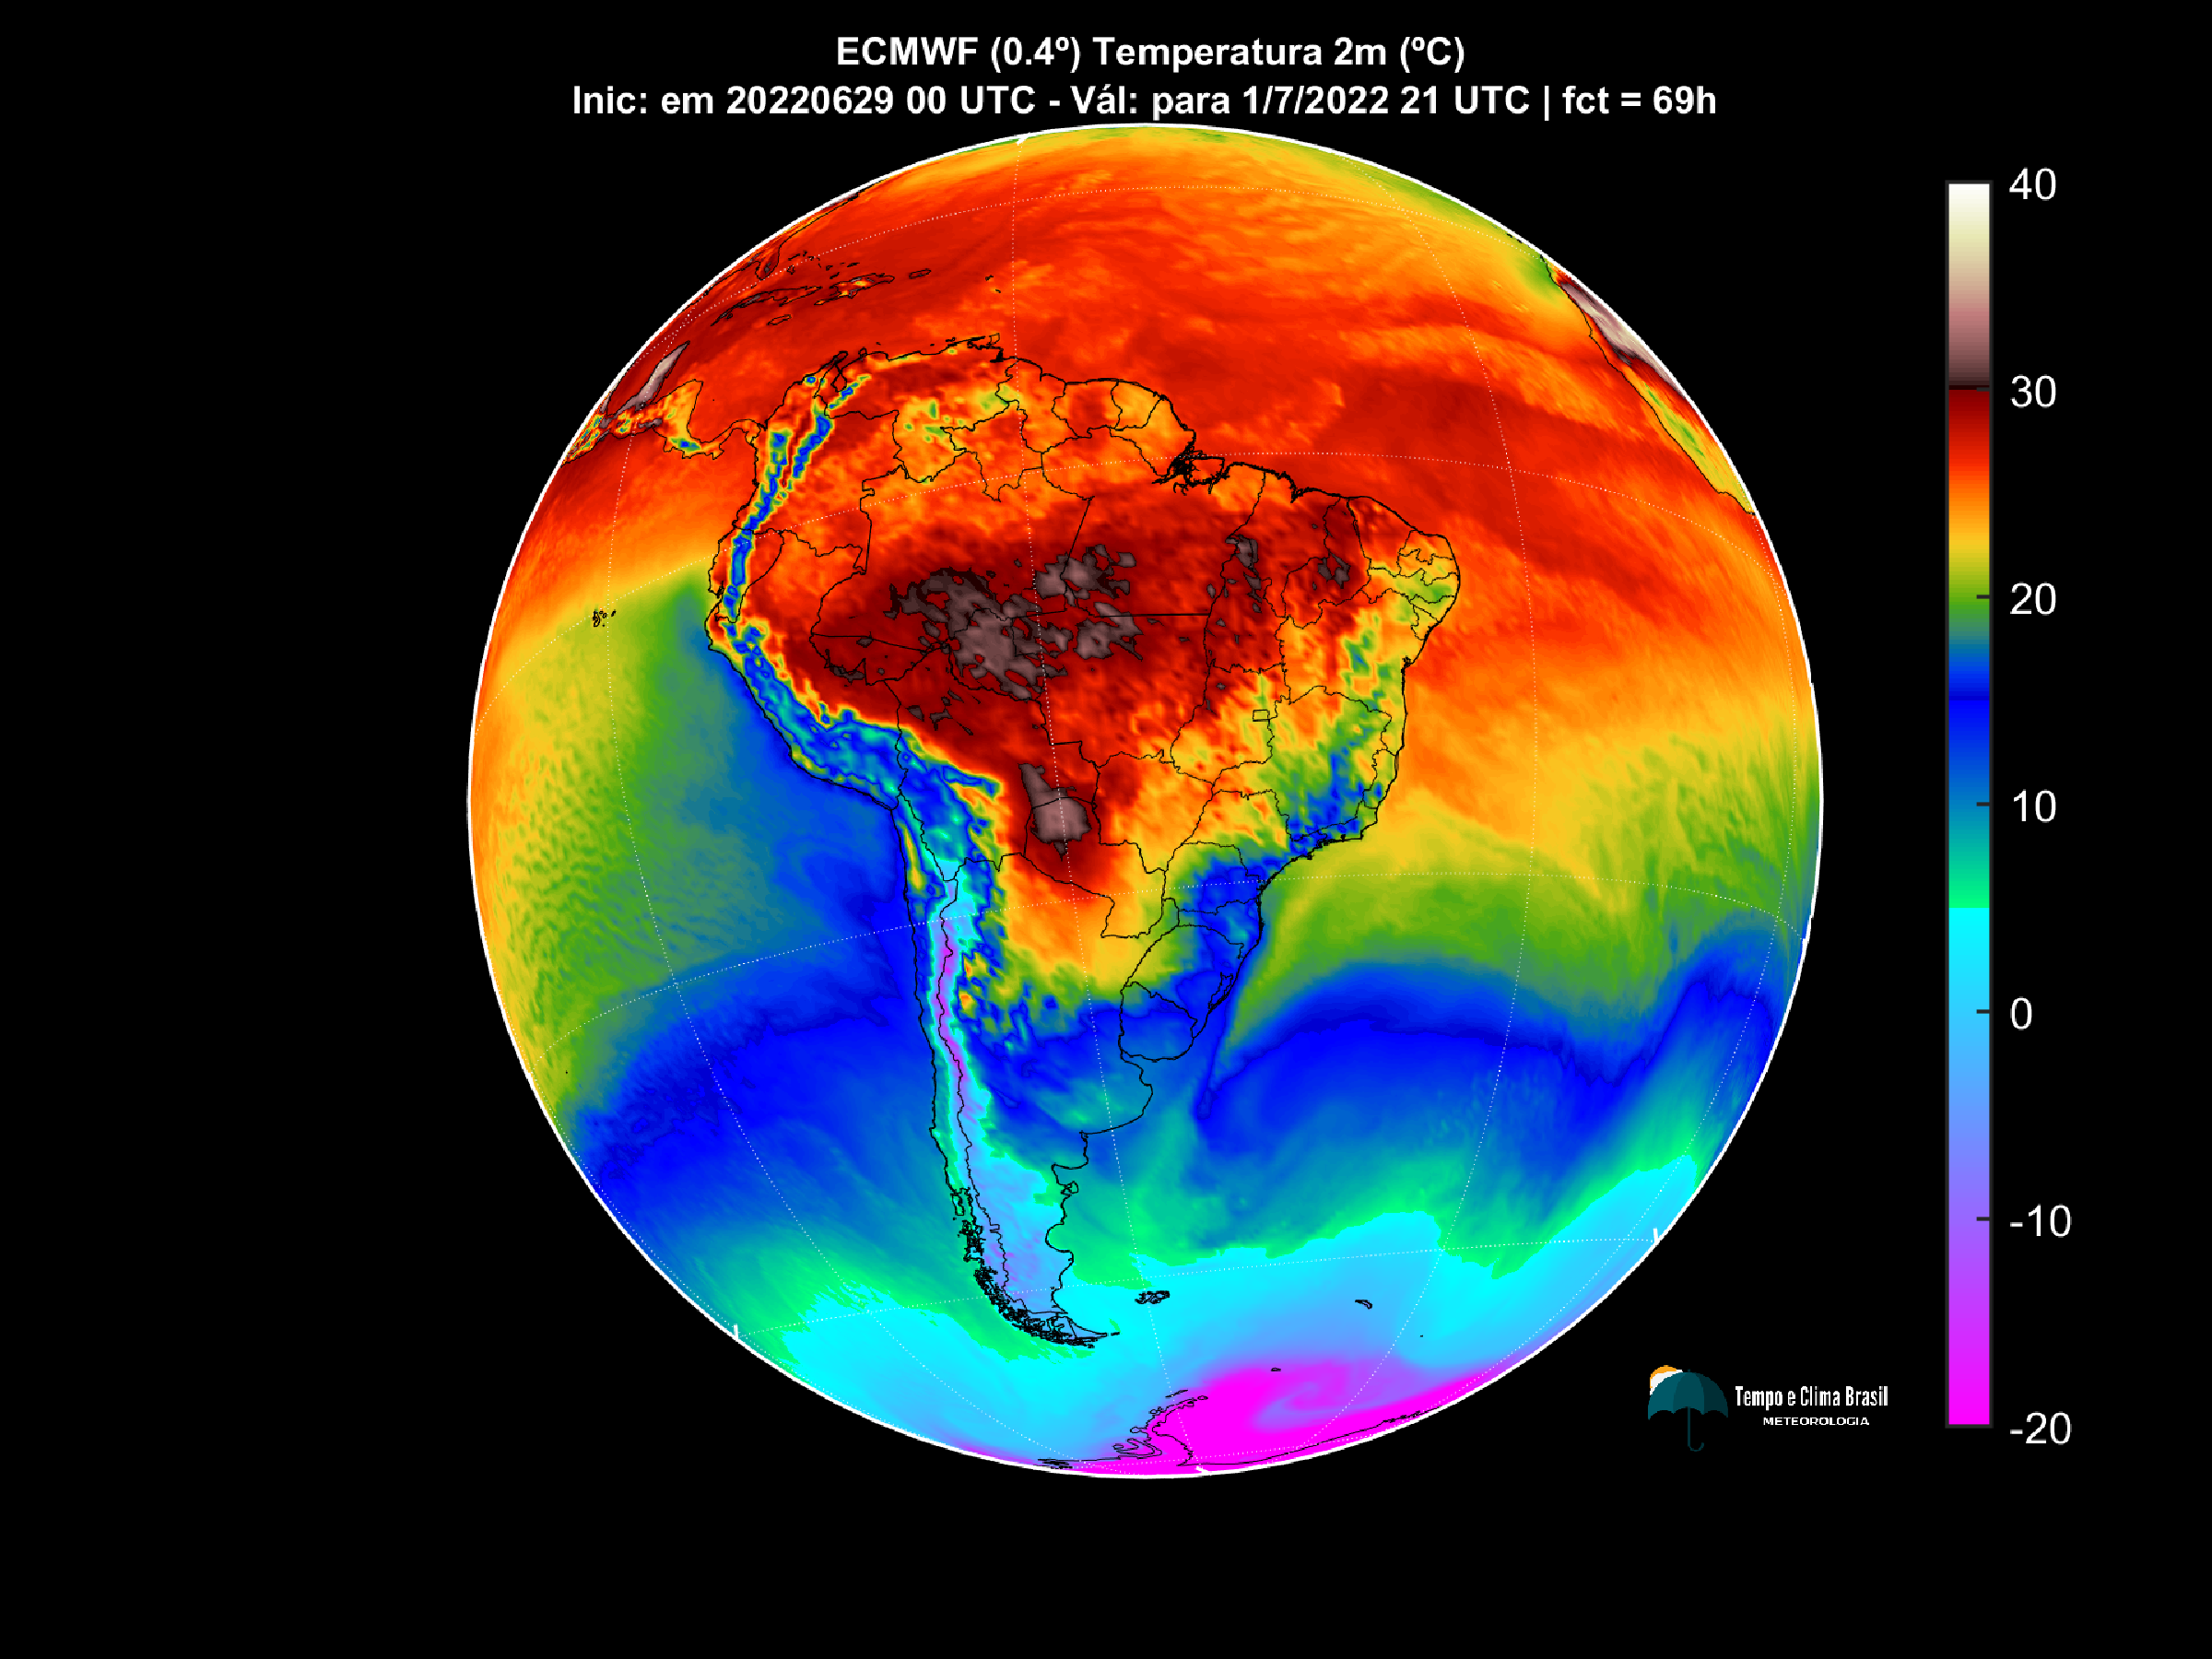 ECMWF (0.4º) Temperatura 2m (ºC)
Inic: em 20220629 00 UTC - Vál: para 1/7/2022 21 UTC | fct = 69h
40
30
20
10
0
-10
-20
Tempo e Clima Brasil
METEOROLOGIA